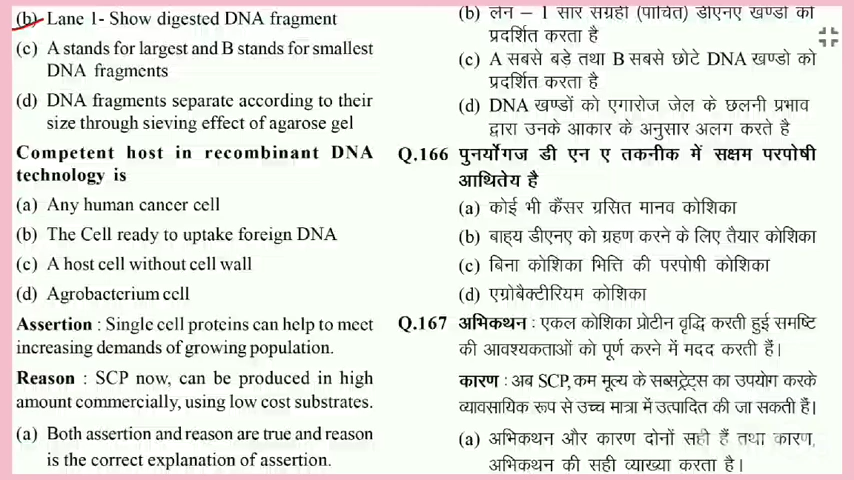 (b) Lane 1- Show digested DNA fragment
(c) A stands for largest and B stands for smallest
DNA fragments
(d) DNA fragments separate according to their
size through sieving effect of agarose gel
Competent host in recombinant DNA
technology is
(a) Any human cancer cell
(b) The Cell ready to uptake foreign DNA
(c) A host cell without cell wall
(d) Agrobacterium cell
Assertion : Single cell proteins can help to meet
increasing demands of growing population.
Reason : SCP now, can be produced in high
amount commercially, using low cost substrates.
(a) Both assertion and reason are true and reason
is the correct explanation of assertion.
(b) लेन – 1 सार संग्रही (पाचित) डीएनए खण्डो को
प्रदर्शित करता है
(c) A सबसे बड़े तथा B सबसे छोटे DNA खण्डो को
प्रदर्शित करता है
(d) DNA खण्डों को एगारोज जेल के छलनी प्रभाव
द्वारा उनके आकार के अनुसार अलग करते है
Q.166 पुनर्योगज डी एन ए तकनीक में सक्षम परपोषी
आथितेय है
(a) कोई भी कैंसर ग्रसित मानव कोशिका
(b) बाह्य डीएनए को ग्रहण करने के लिए तैयार कोशिका
(c) बिना कोशिका भित्ति की परपोषी कोशिका
(d) एग्रोबैक्टीरियम कोशिका
Q.167 अभिकथन : एकल कोशिका प्रोटीन वृद्धि करती हुई समष्टि
की आवश्यकताओं को पूर्ण करने में मदद करती हैं।
कारण : अब SCP, कम मूल्य के सब्सट्रेट्स का उपयोग करके
व्यावसायिक रूप से उच्च मात्रा में उत्पादित की जा सकती हैं।
(a) अभिकथन और कारण दोनों सही हैं तथा कारण,
अभिकथन की सही व्याख्या करता है।